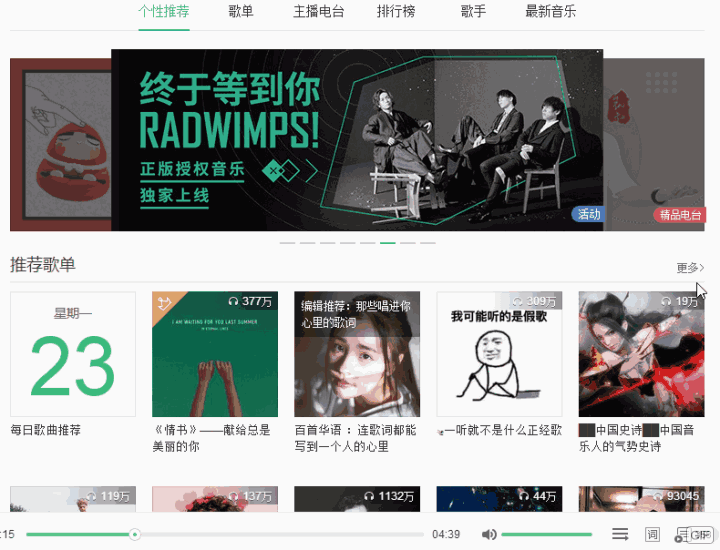 个性推荐 歌单 主播电台 排行榜 歌手 最新音乐
终于等到你
RADWIMPS!
正版授权音乐
独家上线
活动
精品电台
推荐歌单
更多>
星期一
23
每日歌曲推荐
377万
I AM WAITING FOR YOU LAST SUMMER
《情书》——献给总是
美丽的你
编辑推荐:那些唱进你
心里的歌词
百首华语 :连歌词都能
写到一个人的心里
309万
我可能听的是假歌
一听就不是什么正经歌
19万
中国史诗 中国音
乐人的气势史诗
119万
137万
1132万
44万
93045
:15
04:39
词
GIF